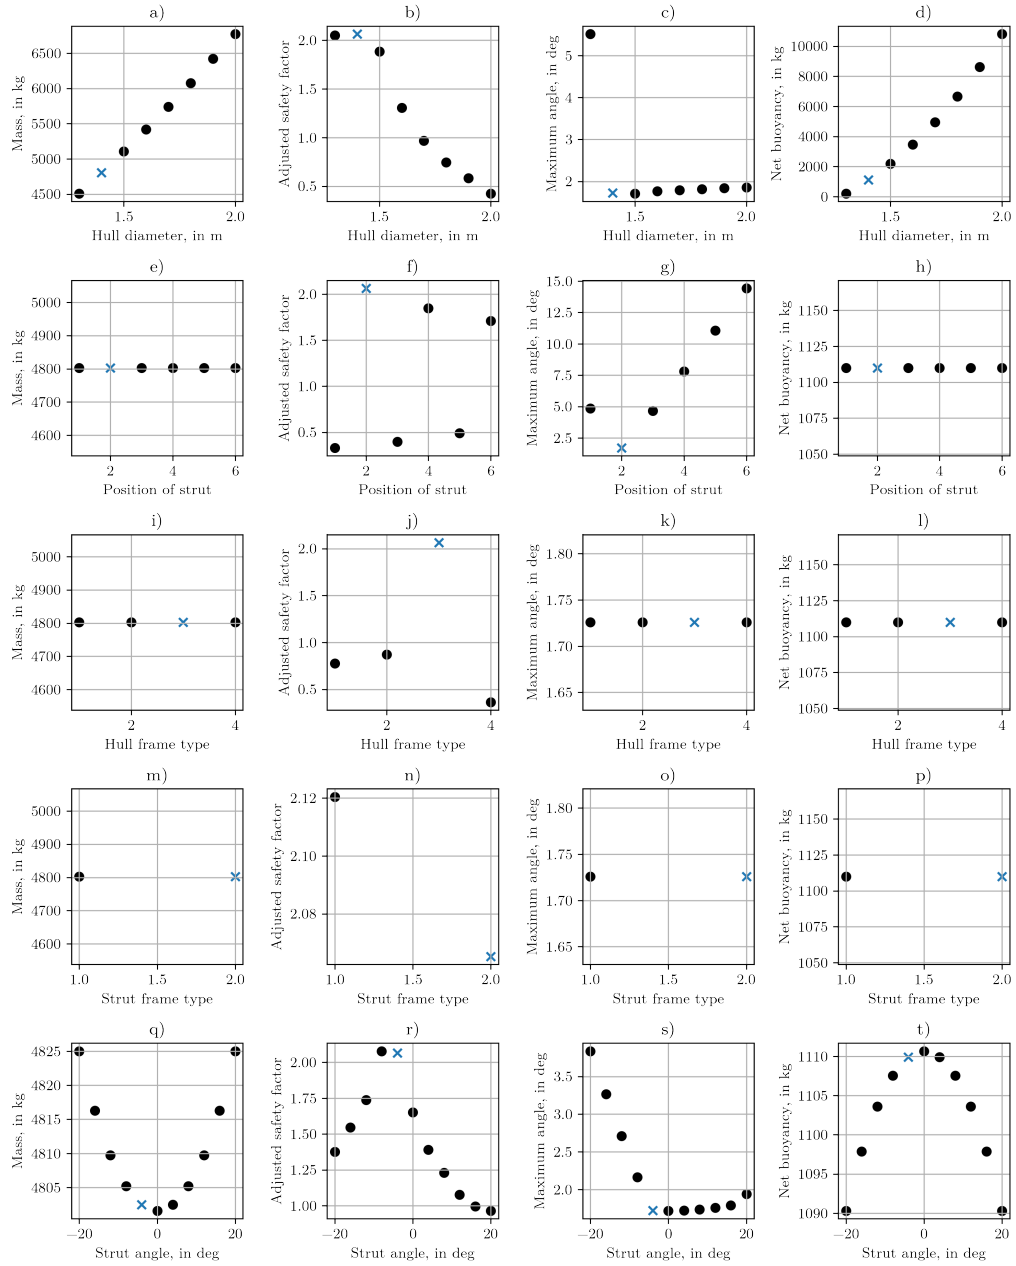 a)
6500
6000
5500
5000
4500
Mass, in kg
1.5 2.0
Hull diameter, in m
b)
2.0
1.5
1.0
0.5
Adjusted safety factor
1.5 2.0
Hull diameter, in m
c)
5
4
3
2
Maximum angle, in deg
1.5 2.0
Hull diameter, in m
d)
10000
8000
6000
4000
2000
0
Net buoyancy, in kg
1.5 2.0
Hull diameter, in m
e)
5000
4900
4800
4700
4600
Mass, in kg
2 4 6
Position of strut
f)
2.0
1.5
1.0
0.5
Adjusted safety factor
2 4 6
Position of strut
g)
15.0
12.5
10.0
7.5
5.0
2.5
Maximum angle, in deg
2 4 6
Position of strut
h)
1150
1125
1100
1075
1050
Net buoyancy, in kg
2 4 6
Position of strut
i)
5000
4900
4800
4700
4600
Mass, in kg
2 4
Hull frame type
j)
2.0
1.5
1.0
0.5
Adjusted safety factor
2 4
Hull frame type
k)
1.80
1.75
1.70
1.65
Maximum angle, in deg
2 4
Hull frame type
l)
1150
1125
1100
1075
1050
Net buoyancy, in kg
2 4
Hull frame type
m)
5000
4900
4800
4700
4600
Mass, in kg
1.0 1.5 2.0
Strut frame type
n)
2.12
2.10
2.08
Adjusted safety factor
1.0 1.5 2.0
Strut frame type
o)
1.80
1.75
1.70
1.65
Maximum angle, in deg
1.0 1.5 2.0
Strut frame type
p)
1150
1125
1100
1075
1050
Net buoyancy, in kg
1.0 1.5 2.0
Strut frame type
q)
4825
4820
4815
4810
4805
Mass, in kg
−20 0 20
Strut angle, in deg
r)
2.00
1.75
1.50
1.25
1.00
Adjusted safety factor
−20 0 20
Strut angle, in deg
s)
3.5
3.0
2.5
2.0
Maximum angle, in deg
−20 0 20
Strut angle, in deg
t)
1110
1105
1100
1095
1090
Net buoyancy, in kg
−20 0 20
Strut angle, in deg